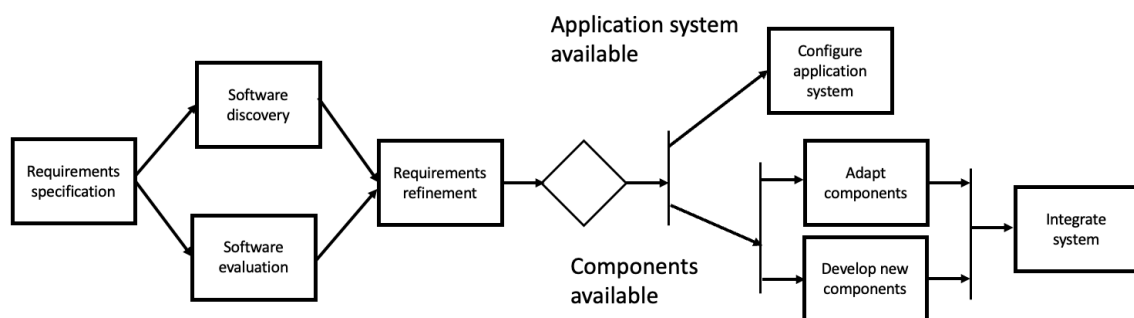 Application system
available
Configure
application
system
Software
discovery
Requirements
specification
Requirements
refinement
Adapt
components
Integrate
system
Software
evaluation
Components
available
Develop new
components